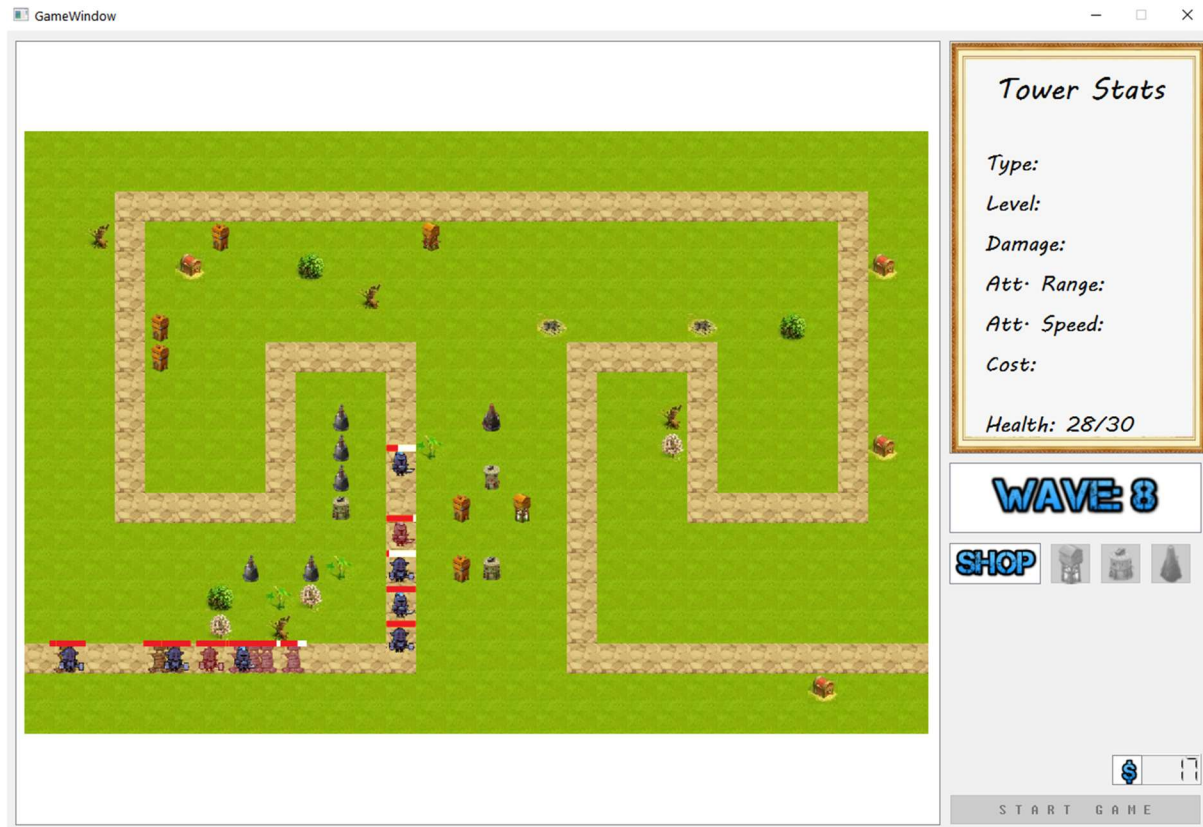 GameWindow
Tower Stats
Type:
Level:
Damage:
Att. Range:
Att. Speed:
Cost:
Health: 28/30
WAVE: 8
SHOP
$ 17
START GAME